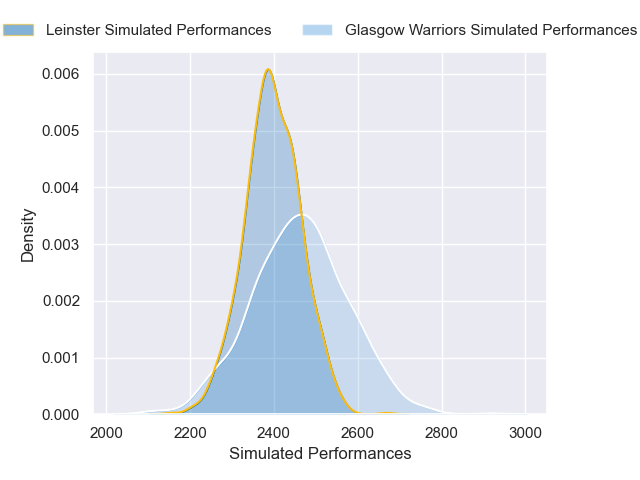 Leinster Simulated Performances
Glasgow Warriors Simulated Performances
0.006
0.005
0.004
0.003
0.002
0.001
0.000
Density
2000 2200 2400 2600 2800 3000
Simulated Performances